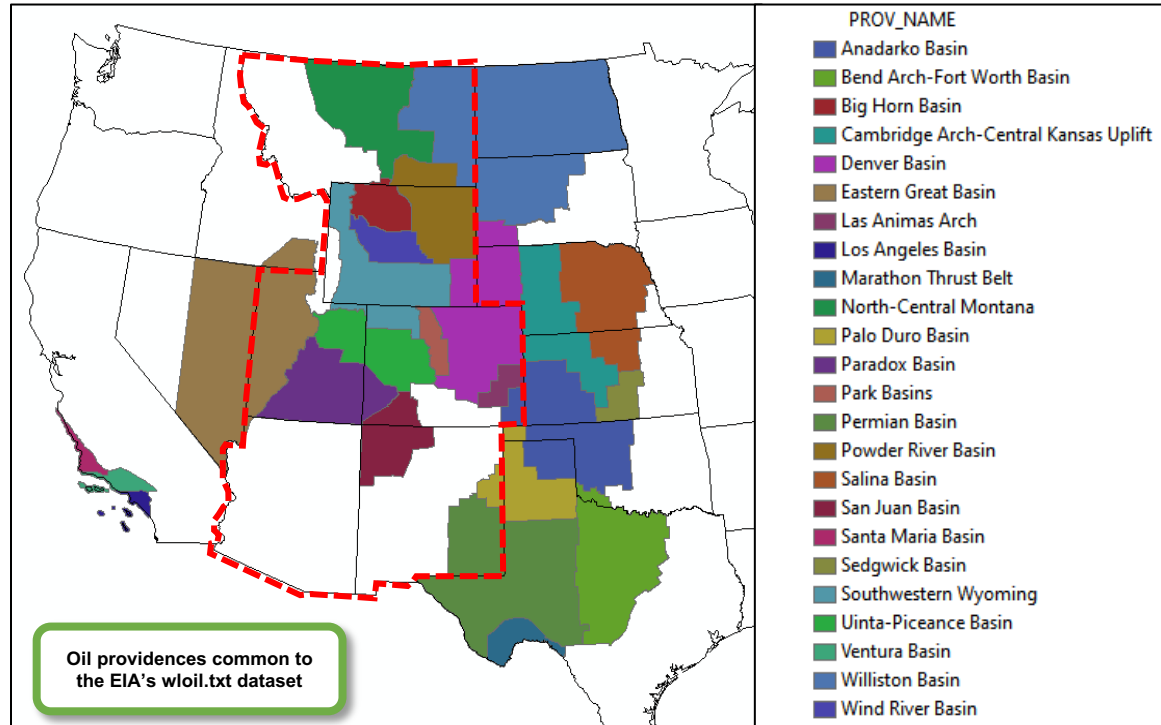 PROV_NAME
Anadarko Basin
Bend Arch-Fort Worth Basin
Big Horn Basin
Cambridge Arch-Central Kansas Uplift
Denver Basin
Eastern Great Basin
Las Animas Arch
Los Angeles Basin
Marathon Thrust Belt
North-Central Montana
Palo Duro Basin
Paradox Basin
Park Basins
Permian Basin
Powder River Basin
Salina Basin
San Juan Basin
Santa Maria Basin
Sedgwick Basin
Southwestern Wyoming
Uinta-Piceance Basin
Ventura Basin
Williston Basin
Wind River Basin
Oil providences common to
the EIA's wloil.txt dataset